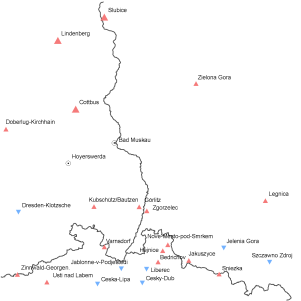 Slubice
Lindenberg
Zielona Gora
Cottbus
Doberlug-Kirchhain
Bad Muskau
Hoyerswerda
Legnica
Kubschotz/Bautzen
Görlitz
Zgorzelec
Dresden-Klotzsche
Nove-Mesto-pod-Smrkem
Varnsdorf
Hejnice
Jelenia Gora
Bedrichov
Jakuszyce
Szczawno Zdroj
Jablonne-v-Podjestedi
Zinnwald-Georgen.
Usti nad Labem
Liberec
Sniezka
Ceska-Lipa
Cesky-Dub